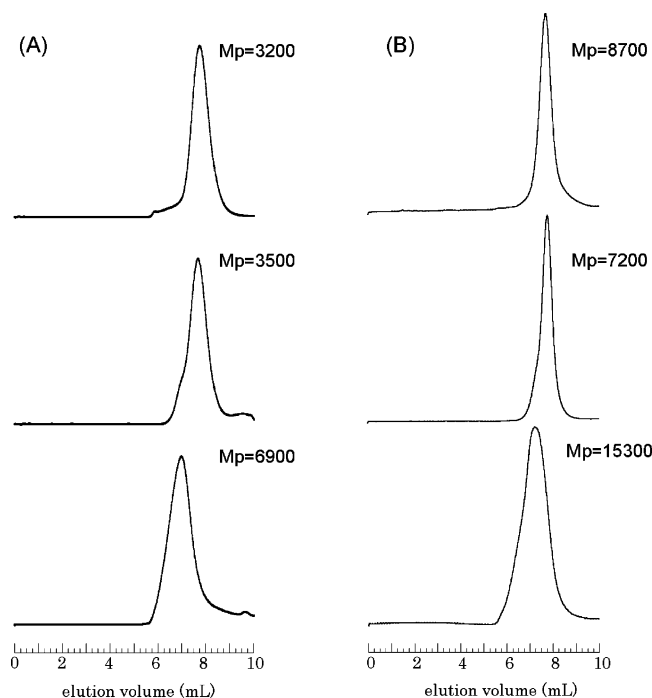 (A)
Mp=3200
Mp=3500
Mp=6900
0 2 4 6 8 10
elution volume (mL)
(B)
Mp=8700
Mp=7200
Mp=15300
0 2 4 6 8 10
elution volume (mL)